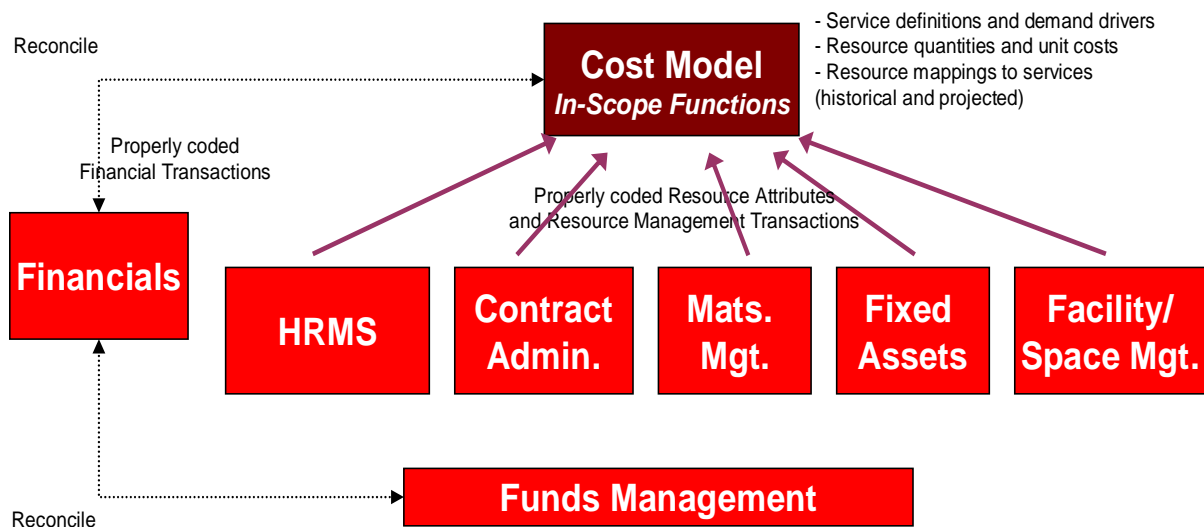 Reconcile
Cost Model
In-Scope Functions
- Service definitions and demand drivers
- Resource quantities and unit costs
- Resource mappings to services
(historical and projected)
Properly coded
Financial Transactions
Properly coded Resource Attributes
and Resource Management Transactions
Financials
HRMS
Contract
Admin.
Mats.
Mgt.
Fixed
Assets
Facility/
Space Mgt.
Funds Management
Reconcile